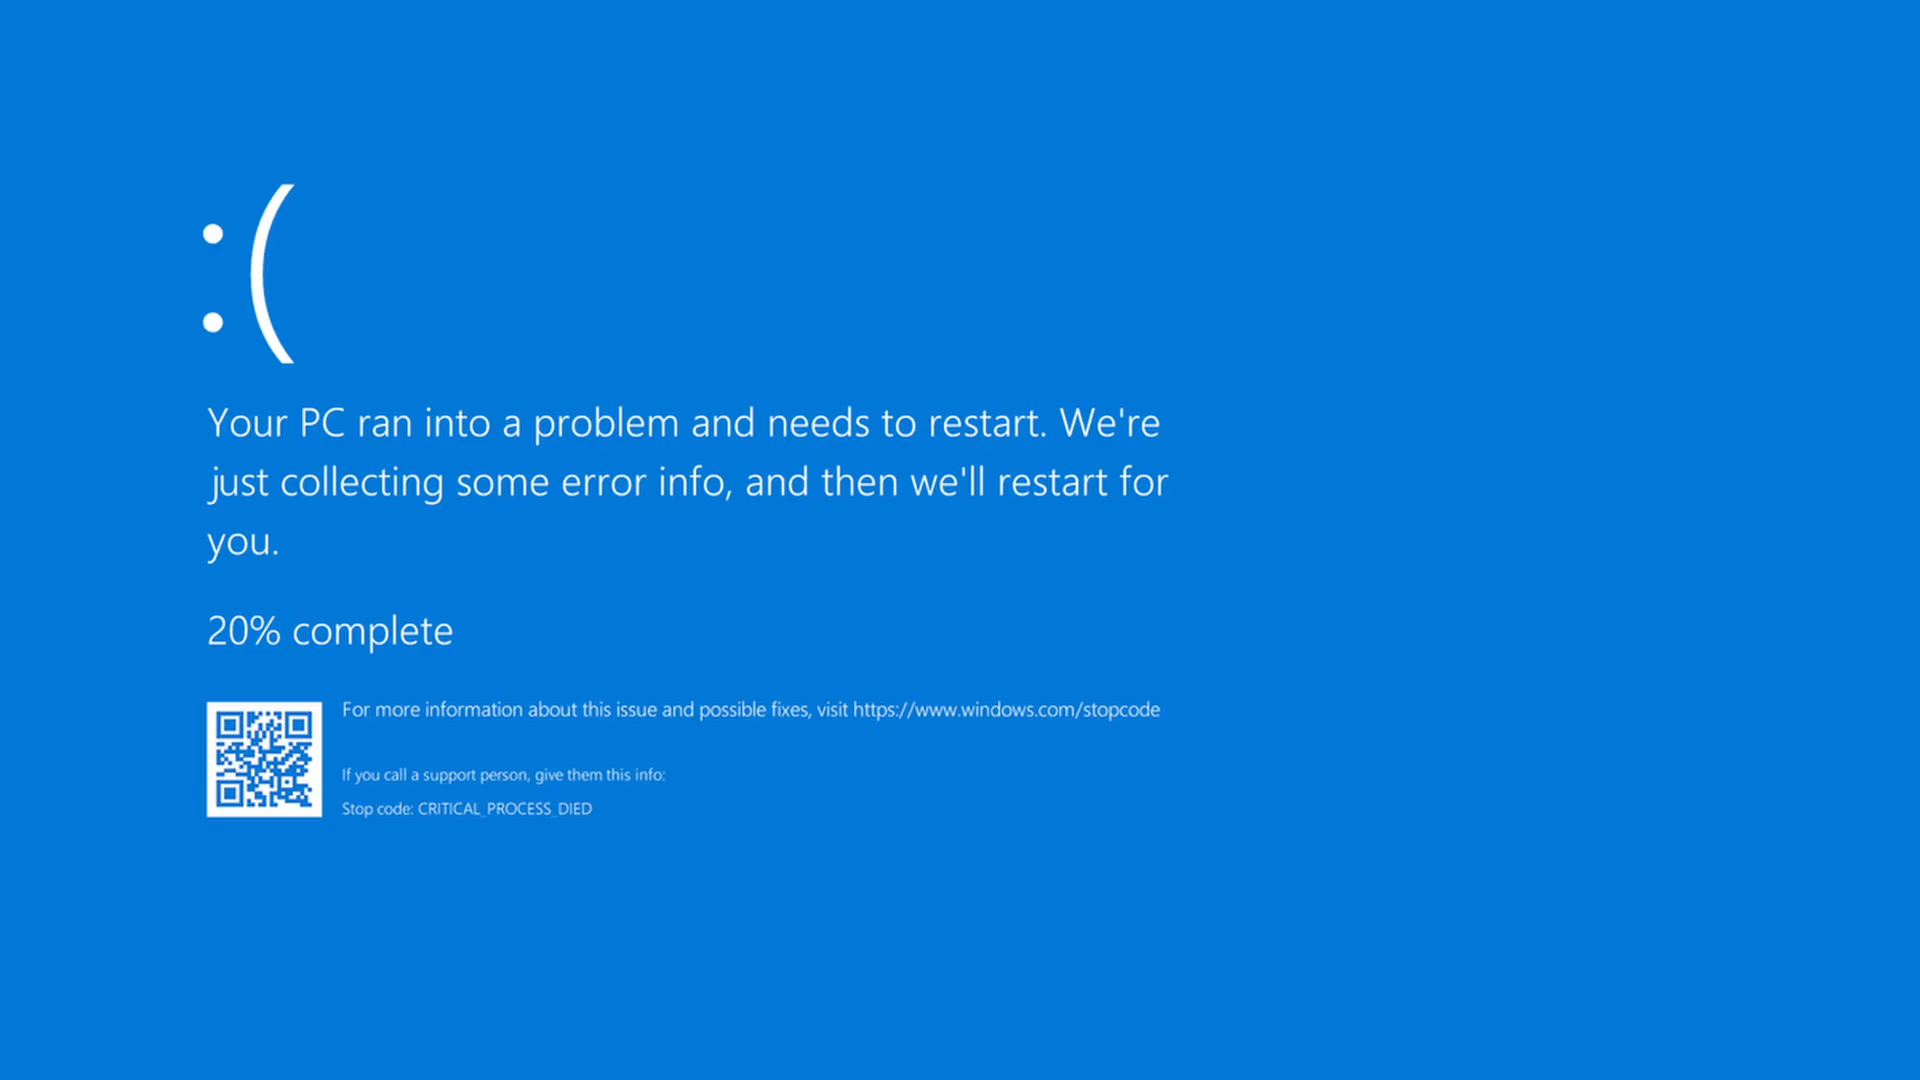 :(
Your PC ran into a problem and needs to restart. We're
just collecting some error info, and then we'll restart for
you.
20% complete
For more information about this issue and possible fixes, visit https://www.windows.com/stopcode
If you call a support person, give them this info:
Stop code: CRITICAL_PROCESS_DIED